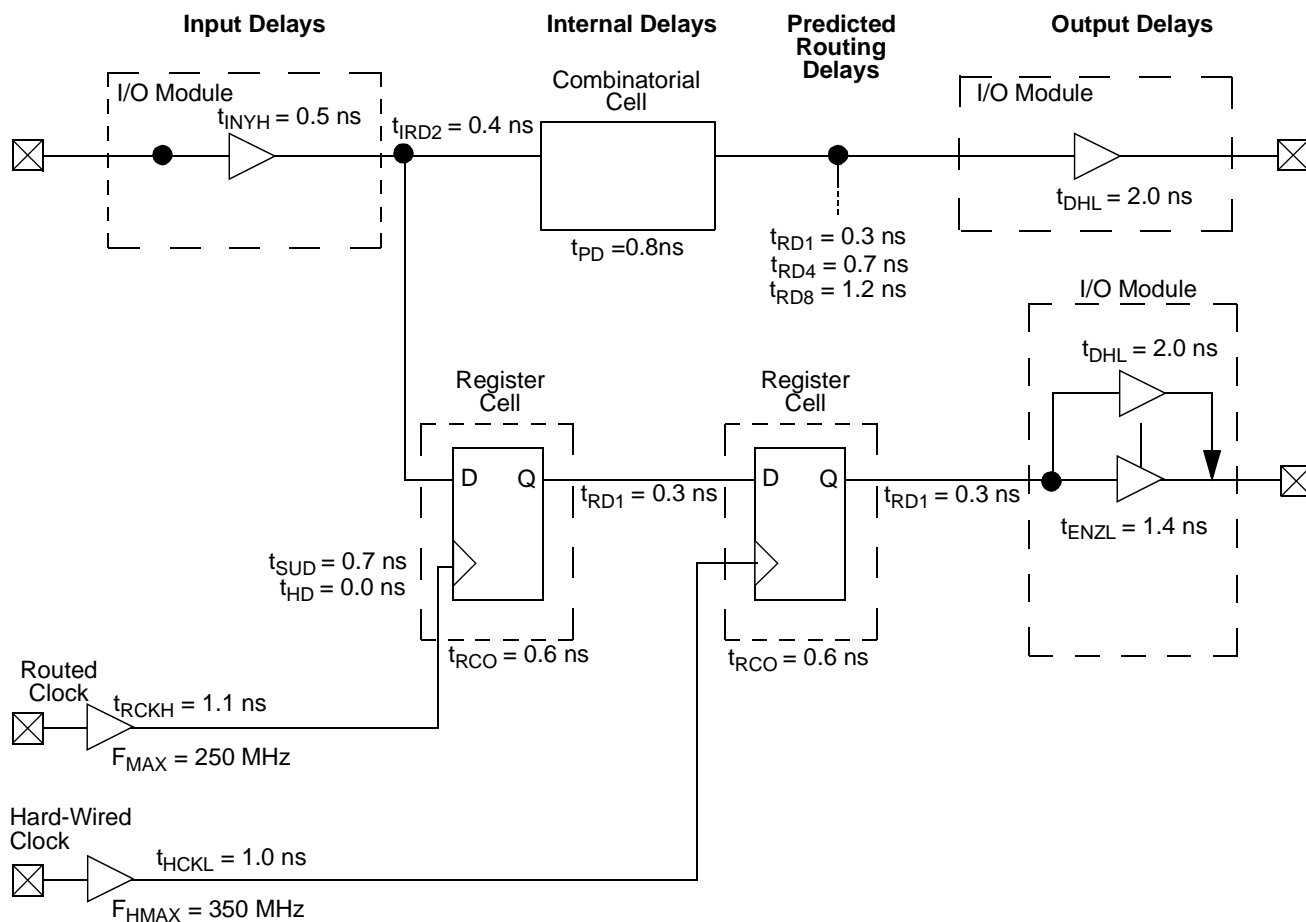 Input Delays
Internal Delays
Predicted
Routing
Delays
Output Delays
I/O Module
tINYH = 0.5 ns
tIRD2 = 0.4 ns
Combinatorial
Cell
tPD =0.8ns
tRD1 = 0.3 ns
tRD4 = 0.7 ns
tRD8 = 1.2 ns
I/O Module
tDHL = 2.0 ns
I/O Module
tDHL = 2.0 ns
tENZL = 1.4 ns
Register
Cell
D Q
tRD1 = 0.3 ns
Register
Cell
D Q
tRD1 = 0.3 ns
tSUD = 0.7 ns
tHD = 0.0 ns
tRCO = 0.6 ns
tRCO = 0.6 ns
Routed
Clock
tRCKH = 1.1 ns
FMAX = 250 MHz
Hard-Wired
Clock
tHCKL = 1.0 ns
FHMAX = 350 MHz